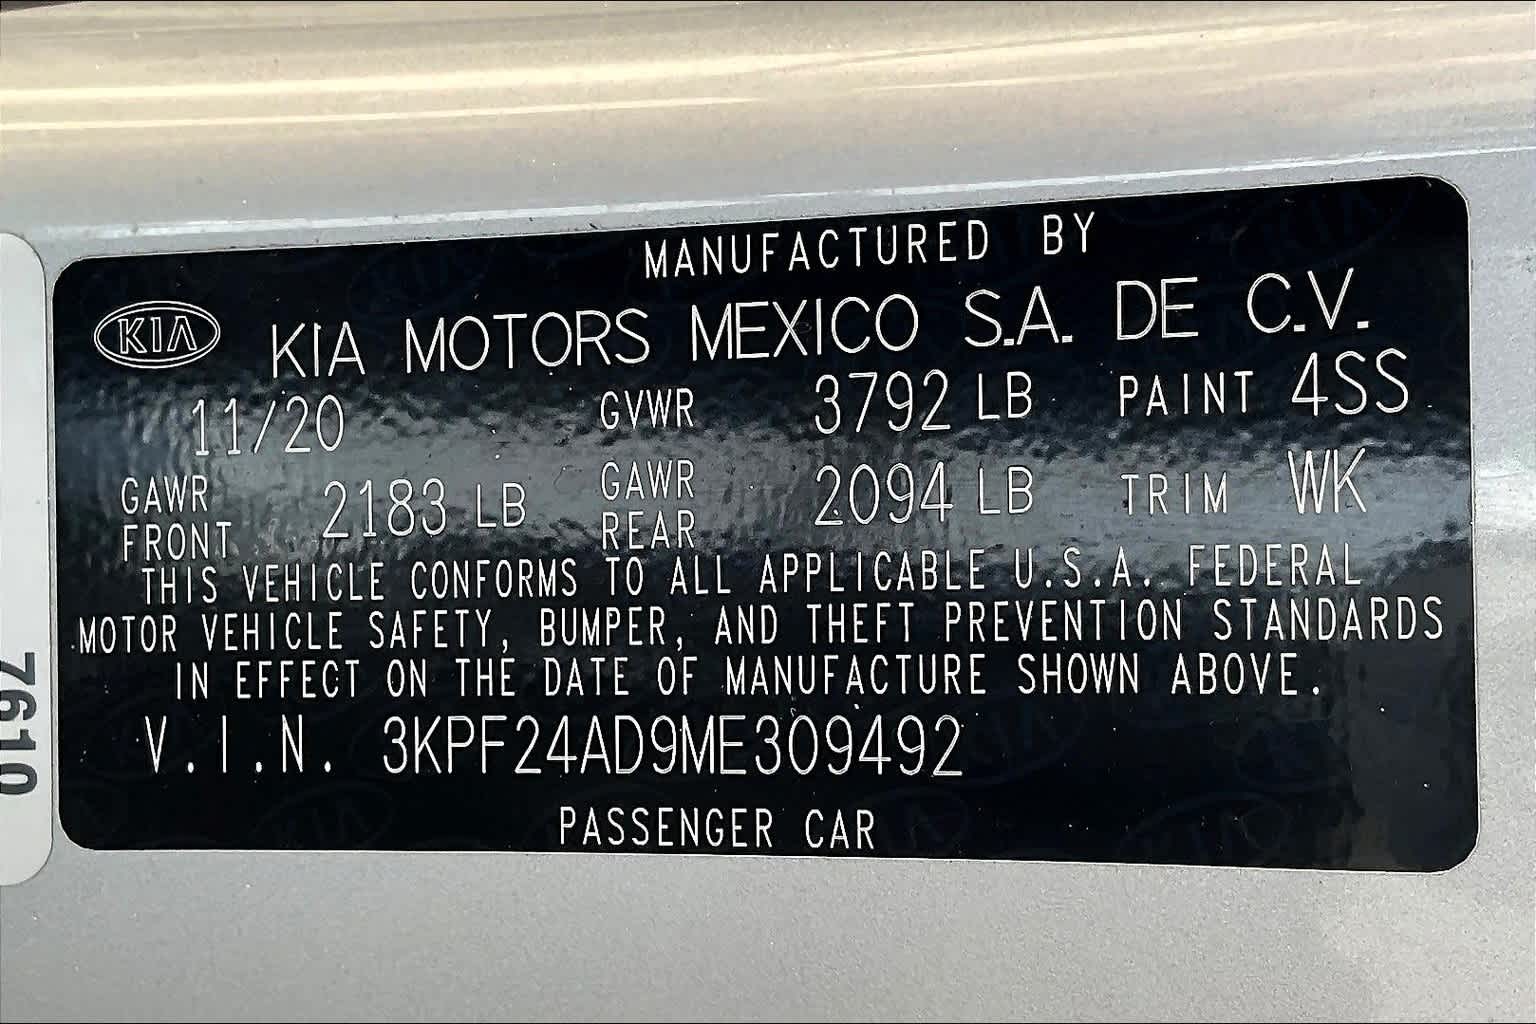 MANUFACTURED BY
KIA KIA MOTORS MEXICO S.A. DE C.V.
11/20 GVWR 3792 LB PAINT 4SS
GAWR FRONT 2183 LB GAWR REAR 2094 LB TRIM WK
THIS VEHICLE CONFORMS TO ALL APPLICABLE U.S.A. FEDERAL
MOTOR VEHICLE SAFETY, BUMPER, AND THEFT PREVENTION STANDARDS
IN EFFECT ON THE DATE OF MANUFACTURE SHOWN ABOVE.
V.I.N. 3KPF24AD9ME309492
PASSENGER CAR
7610